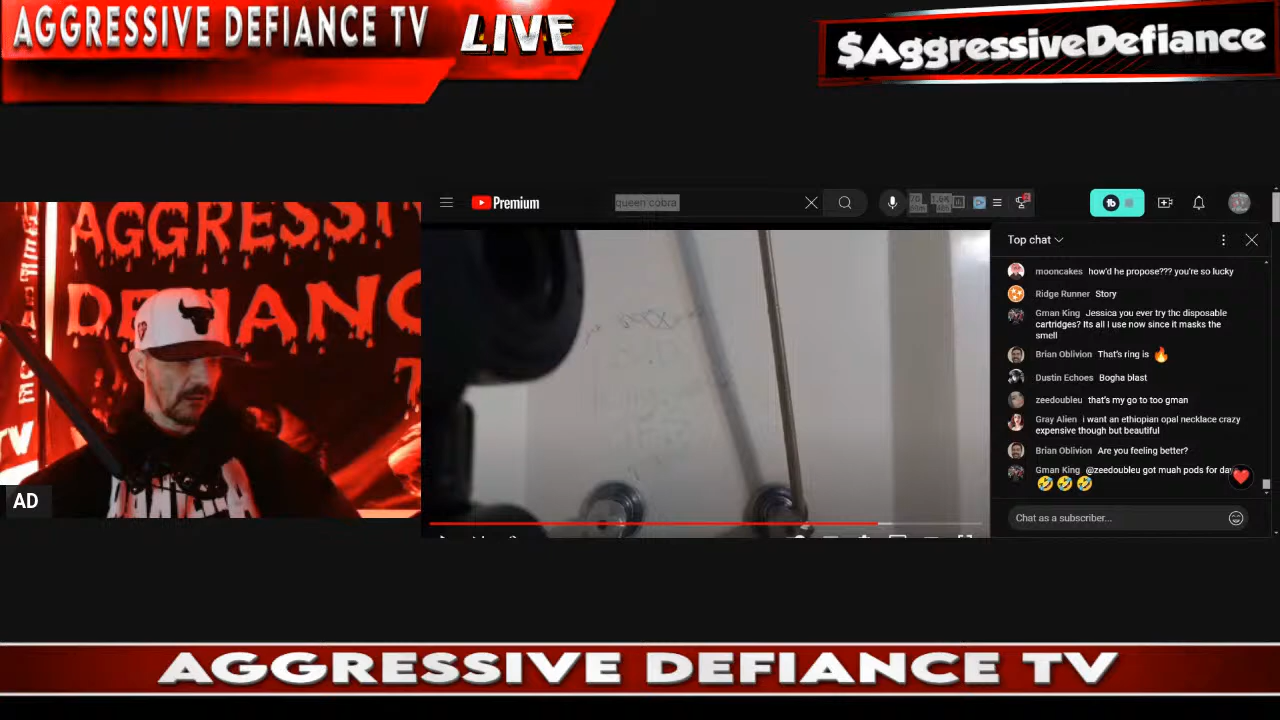 AGGRESSIVE DEFIANCE TV
LIVE
$AggressiveDefiance
Premium
queen cobra
AGGRESSI
DEFIANC
T
TV
AD
Top chat
mooncakes how'd he propose??? you're so lucky
Ridge Runner Story
Gman King Jessica you ever try thc disposable
cartridges? Its all I use now since it masks the
smell
Brian Oblivion That's ring is 🔥
Dustin Echoes Bogha blast
zeedoubleu that's my go to too gman
Gray Alien i want an ethiopian opal necklace crazy
expensive though but beautiful
Brian Oblivion Are you feeling better?
Gman King @zeedoubleu got muah pods for day
🤣 🤣 🤣
Chat as a subscriber...
AGGRESSIVE DEFIANCE TV